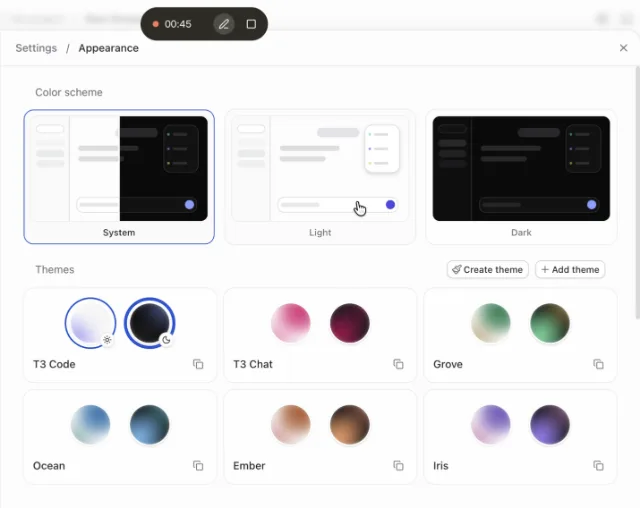 00:45
Settings / Appearance
Color scheme
System
Light
Dark
Themes
Create theme
Add theme
T3 Code
T3 Chat
Grove
Ocean
Ember
Iris